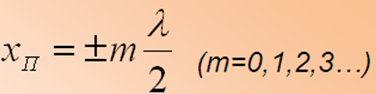 x_П = ±m λ/2 (m=0,1,2,3…)